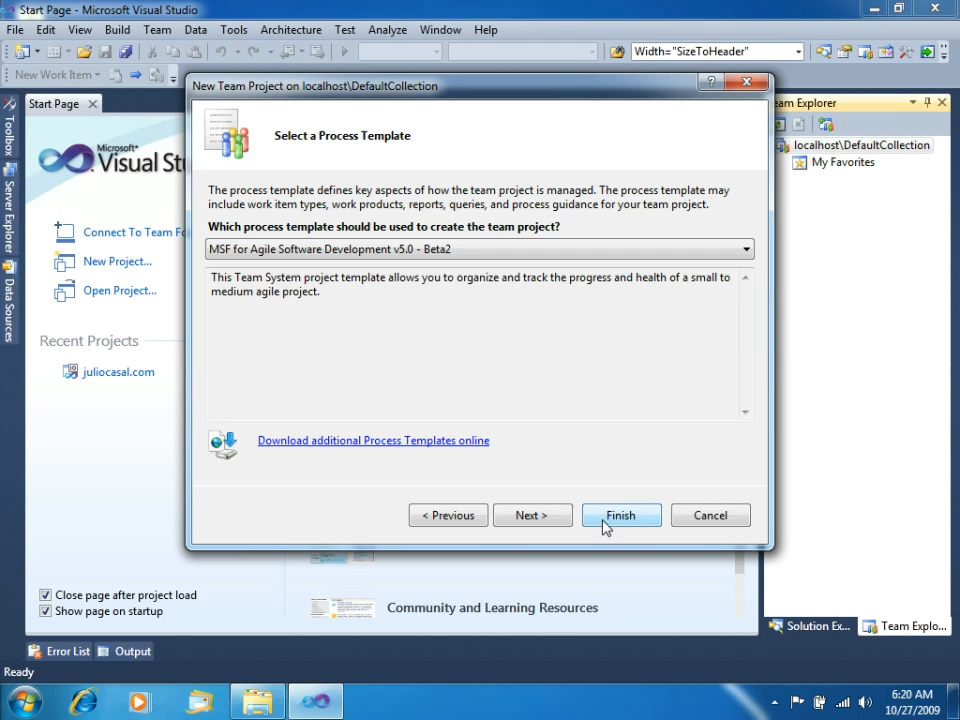 Start Page - Microsoft Visual Studio
File Edit View Build Team Data Tools Architecture Test Analyze Window Help
Width="SizeToHeader"
New Work Item
New Team Project on localhost\DefaultCollection
Start Page
Toolbox
Server Explorer
Data Sources
Microsoft
Visual Stu
Connect To Team Fo
New Project...
Open Project...
Recent Projects
juliocasal.com
Close page after project load
Show page on startup
Select a Process Template
The process template defines key aspects of how the team project is managed. The process template may
include work item types, work products, reports, queries, and process guidance for your team project.
Which process template should be used to create the team project?
MSF for Agile Software Development v5.0 - Beta2
This Team System project template allows you to organize and track the progress and health of a small to
medium agile project.
Download additional Process Templates online
< Previous
Next >
Finish
Cancel
Community and Learning Resources
eam Explorer
localhost\DefaultCollection
My Favorites
Solution Ex...
Team Explo...
Error List
Output
Ready
6:20 AM
10/27/2009